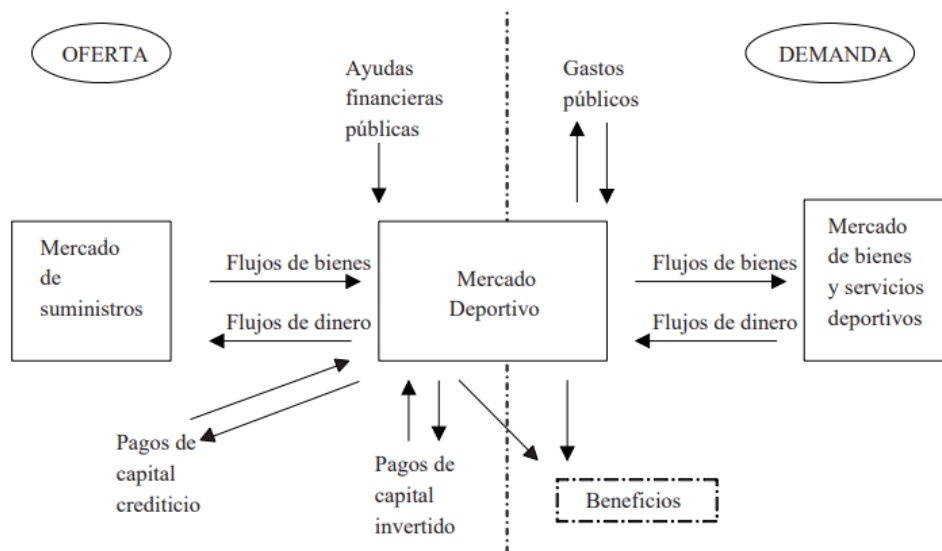 OFERTA
DEMANDA
Ayudas
financieras
públicas
Gastos
públicos
Mercado
de
suministros
Flujos de bienes
Flujos de dinero
Mercado
Deportivo
Flujos de bienes
Flujos de dinero
Mercado
de bienes
y servicios
deportivos
Pagos de
capital
crediticio
Pagos de
capital
invertido
Beneficios